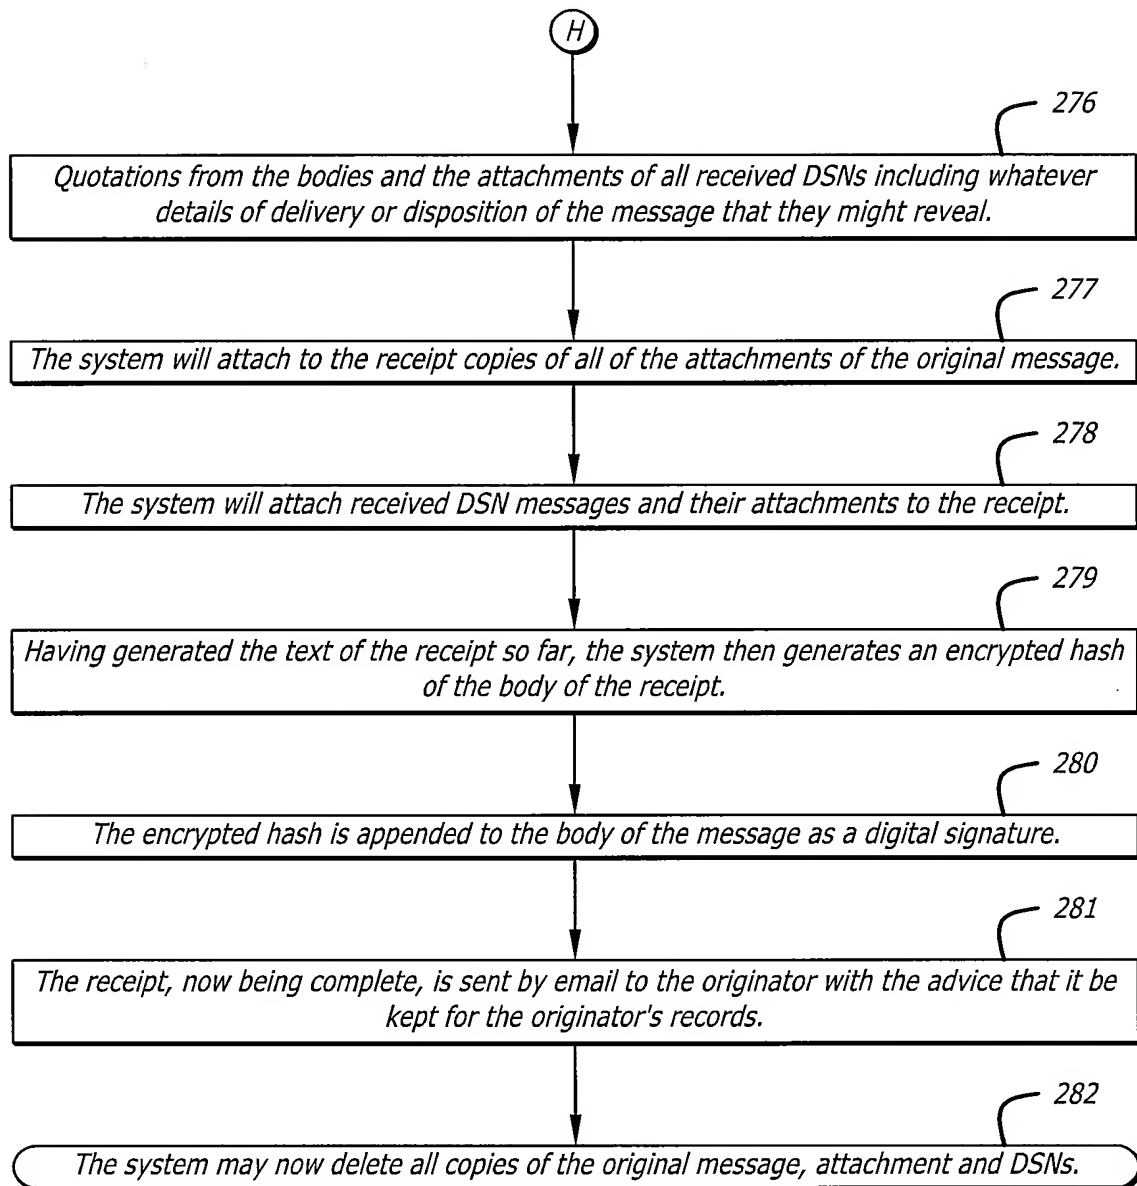 H
276
Quotations from the bodies and the attachments of all received DSNs including whatever
details of delivery or disposition of the message that they might reveal.
277
The system will attach to the receipt copies of all of the attachments of the original message.
278
The system will attach received DSN messages and their attachments to the receipt.
279
Having generated the text of the receipt so far, the system then generates an encrypted hash
of the body of the receipt.
280
The encrypted hash is appended to the body of the message as a digital signature.
281
The receipt, now being complete, is sent by email to the originator with the advice that it be
kept for the originator's records.
282
The system may now delete all copies of the original message, attachment and DSNs.